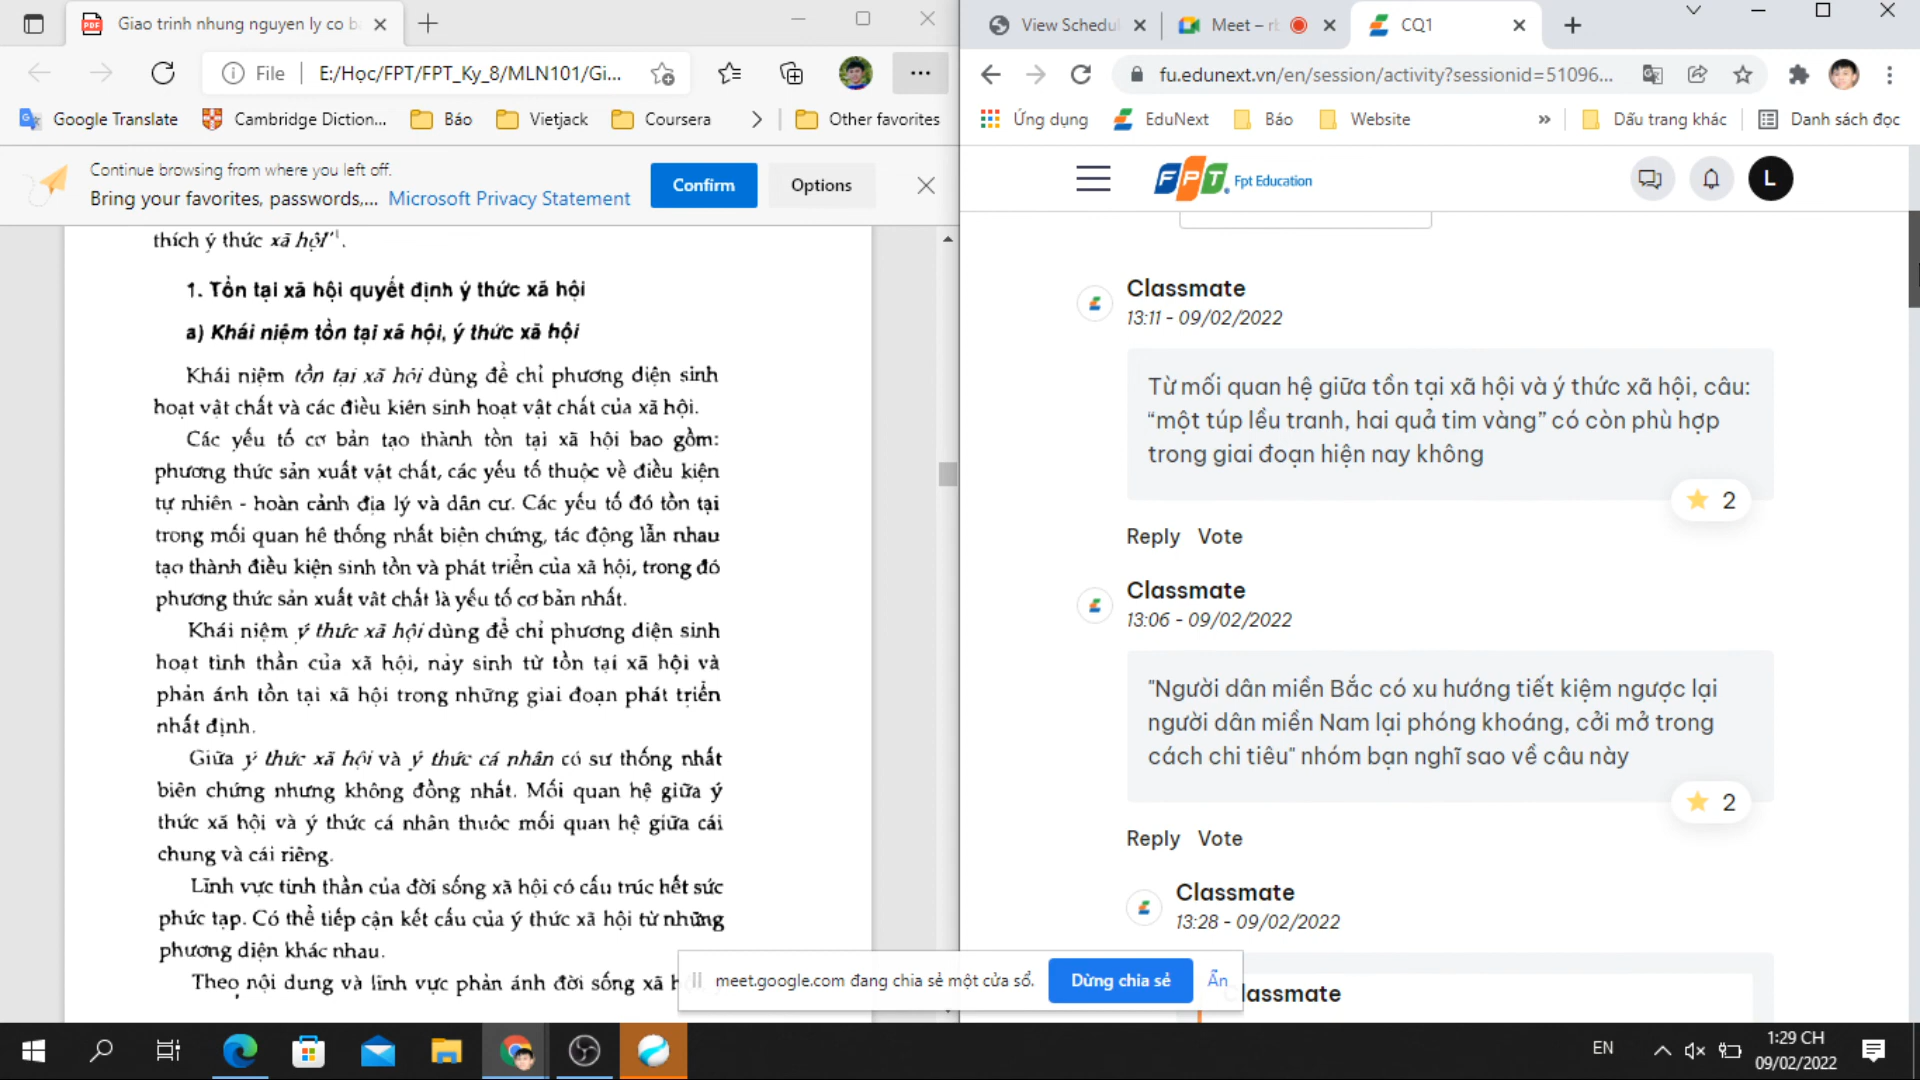 Giao trinh nhung nguyen ly co b
File
E:/Học/FPT/FPT_Ky_8/MLN101/Gi...
Google Translate
Cambridge Diction...
Báo
Vietjack
Coursera
Other favorites
Continue browsing from where you left off.
Bring your favorites, passwords,... Microsoft Privacy Statement
Confirm
Options
thích ý thức xã hội"¹.
1. Tồn tại xã hội quyết định ý thức xã hội
a) Khái niệm tồn tại xã hội, ý thức xã hội
Khái niệm tồn tại xã hội dùng để chỉ phương diện sinh
hoạt vật chất và các điều kiện sinh hoạt vật chất của xã hội.
Các yếu tố cơ bản tạo thành tồn tại xã hội bao gồm:
phương thức sản xuất vật chất, các yếu tố thuộc về điều kiện
tự nhiên - hoàn cảnh địa lý và dân cư. Các yếu tố đó tồn tại
trong mối quan hệ thống nhất biện chứng, tác động lẫn nhau
tạo thành điều kiện sinh tồn và phát triển của xã hội, trong đó
phương thức sản xuất vật chất là yếu tố cơ bản nhất.
Khái niệm ý thức xã hội dùng để chỉ phương diện sinh
hoạt tinh thần của xã hội, nảy sinh từ tồn tại xã hội và
phản ánh tồn tại xã hội trong những giai đoạn phát triển
nhất định.
Giữa ý thức xã hội và ý thức cá nhân có sự thống nhất
biện chứng nhưng không đồng nhất. Mối quan hệ giữa ý
thức xã hội và ý thức cá nhân thuộc mối quan hệ giữa cái
chung và cái riêng.
Lĩnh vực tinh thần của đời sống xã hội có cấu trúc hết sức
phức tạp. Có thể tiếp cận kết cấu của ý thức xã hội từ những
phương diện khác nhau.
Theo nội dung và lĩnh vực phản ánh đời sống xã h
View Schedu
Meet – rb
CQ1
fu.edunext.vn/en/session/activity?sessionid=51096...
Ứng dụng
EduNext
Báo
Website
Dấu trang khác
Danh sách đọc
FPT Fpt Education
L
Classmate
13:11 - 09/02/2022
Từ mối quan hệ giữa tồn tại xã hội và ý thức xã hội, câu:
“một túp lều tranh, hai quả tim vàng” có còn phù hợp
trong giai đoạn hiện nay không
2
Reply Vote
Classmate
13:06 - 09/02/2022
"Người dân miền Bắc có xu hướng tiết kiệm ngược lại
người dân miền Nam lại phóng khoáng, cởi mở trong
cách chi tiêu" nhóm bạn nghĩ sao về câu này
2
Reply Vote
Classmate
13:28 - 09/02/2022
lassmate
meet.google.com đang chia sẻ một cửa sổ.
Dừng chia sẻ
Ẩn
EN
1:29 CH
09/02/2022